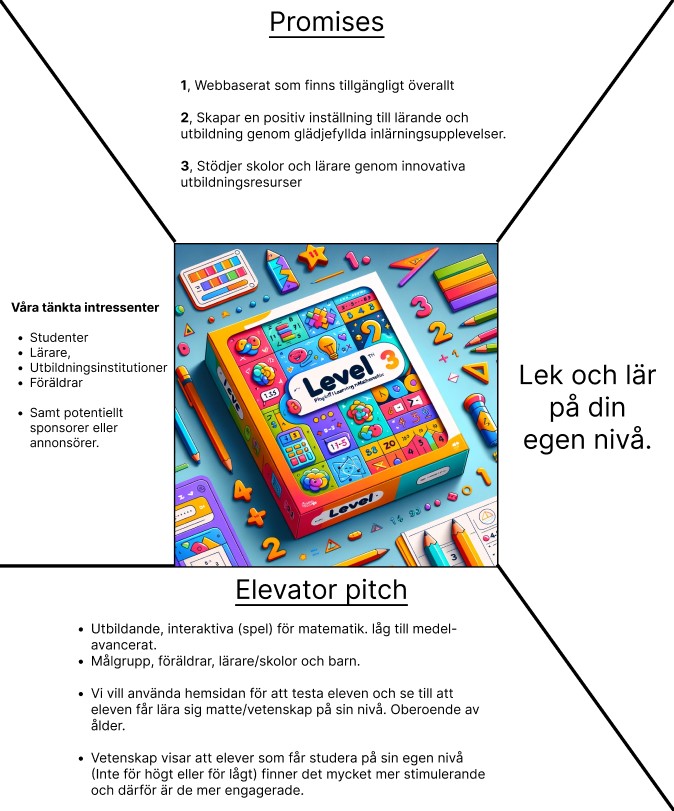 Promises
1, Webbaserat som finns tillgängligt överallt
2, Skapar en positiv inställning till lärande och
utbildning genom glädjefyllda inlärningsupplevelser.
3, Stödjer skolor och lärare genom innovativa
utbildningsresurser
Våra tänkta intressenter
• Studenter
• Lärare,
• Utbildningsinstitutioner
• Föräldrar
• Samt potentiellt
sponsorer eller
annonsörer.
Level 3
Level
Lek och lär
på din
egen nivå.
Elevator pitch
• Utbildande, interaktiva (spel) för matematik. låg till medel-
avancerat.
• Målgrupp, föräldrar, lärare/skolor och barn.
• Vi vill använda hemsidan för att testa eleven och se till att
eleven får lära sig matte/vetenskap på sin nivå. Oberoende av
ålder.
• Vetenskap visar att elever som får studera på sin egen nivå
(Inte för högt eller för lågt) finner det mycket mer stimulerande
och därför är de mer engagerade.